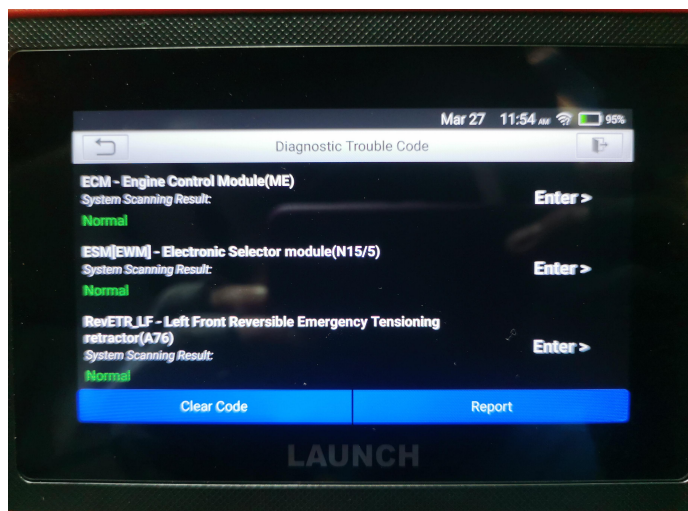 Mar 27 11:54 AM 95%
Diagnostic Trouble Code
ECM - Engine Control Module(ME)
System Scanning Result:
Enter >
Normal
ESM[EWM] - Electronic Selector module(N15/5)
System Scanning Result:
Enter >
Normal
RevETR_LF - Left Front Reversible Emergency Tensioning
retractor(A76)
System Scanning Result:
Enter >
Normal
Clear Code Report
LAUNCH